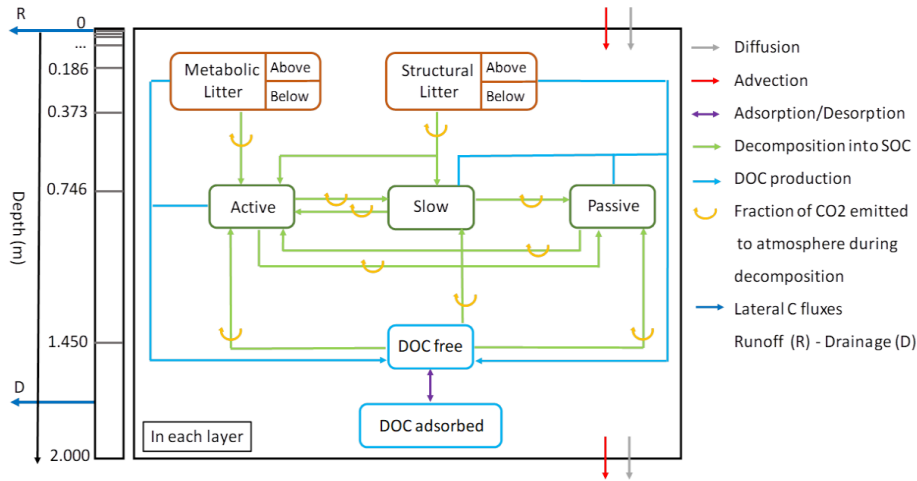 R
0
...
0.186
0.373
0.746
1.450
D
2.000
Depth (m)
Metabolic
Litter
Above
Below
Structural
Litter
Above
Below
Active
Slow
Passive
DOC free
DOC adsorbed
In each layer
Diffusion
Advection
Adsorption/Desorption
Decomposition into SOC
DOC production
Fraction of CO2 emitted
to atmosphere during
decomposition
Lateral C fluxes
Runoff (R) - Drainage (D)